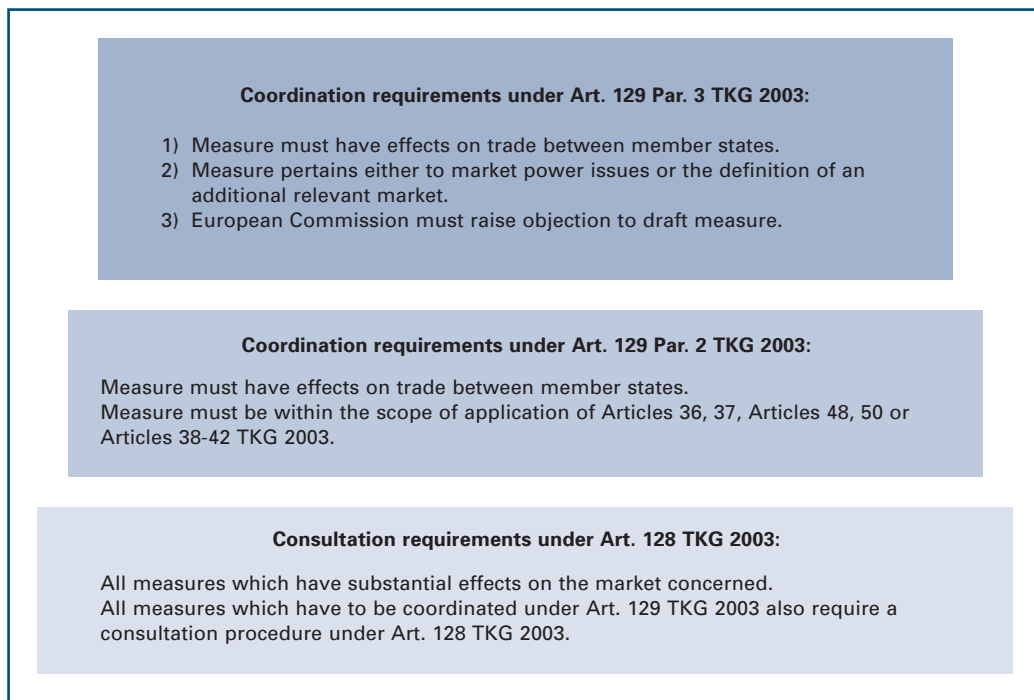 Coordination requirements under Art. 129 Par. 3 TKG 2003:
1) Measure must have effects on trade between member states.
2) Measure pertains either to market power issues or the definition of an
additional relevant market.
3) European Commission must raise objection to draft measure.
Coordination requirements under Art. 129 Par. 2 TKG 2003:
Measure must have effects on trade between member states.
Measure must be within the scope of application of Articles 36, 37, Articles 48, 50 or
Articles 38-42 TKG 2003.
Consultation requirements under Art. 128 TKG 2003:
All measures which have substantial effects on the market concerned.
All measures which have to be coordinated under Art. 129 TKG 2003 also require a
consultation procedure under Art. 128 TKG 2003.